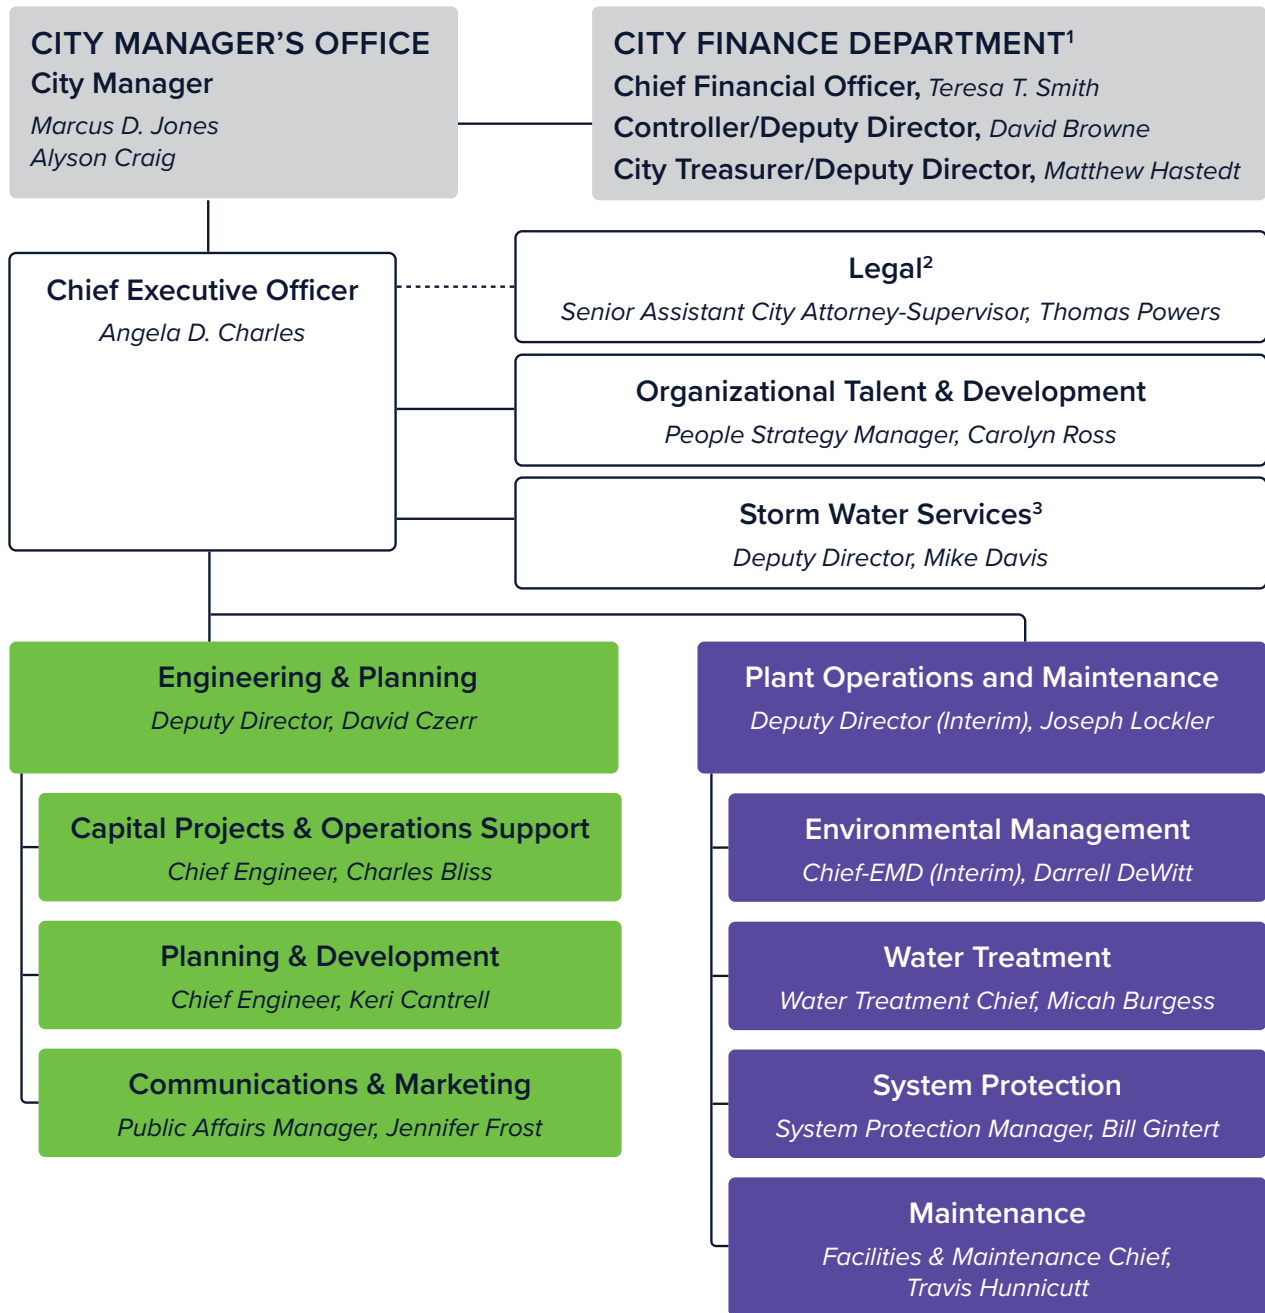 CITY MANAGER’S OFFICE
City Manager
Marcus D. Jones
Alyson Craig
CITY FINANCE DEPARTMENT¹
Chief Financial Officer, Teresa T. Smith
Controller/Deputy Director, David Browne
City Treasurer/Deputy Director, Matthew Hastedt
Chief Executive Officer
Angela D. Charles
Legal²
Senior Assistant City Attorney-Supervisor, Thomas Powers
Organizational Talent & Development
People Strategy Manager, Carolyn Ross
Storm Water Services³
Deputy Director, Mike Davis
Engineering & Planning
Deputy Director, David Czerr
Capital Projects & Operations Support
Chief Engineer, Charles Bliss
Planning & Development
Chief Engineer, Keri Cantrell
Communications & Marketing
Public Affairs Manager, Jennifer Frost
Plant Operations and Maintenance
Deputy Director (Interim), Joseph Lockler
Environmental Management
Chief-EMD (Interim), Darrell DeWitt
Water Treatment
Water Treatment Chief, Micah Burgess
System Protection
System Protection Manager, Bill Gintert
Maintenance
Facilities & Maintenance Chief,
Travis Hunnicutt